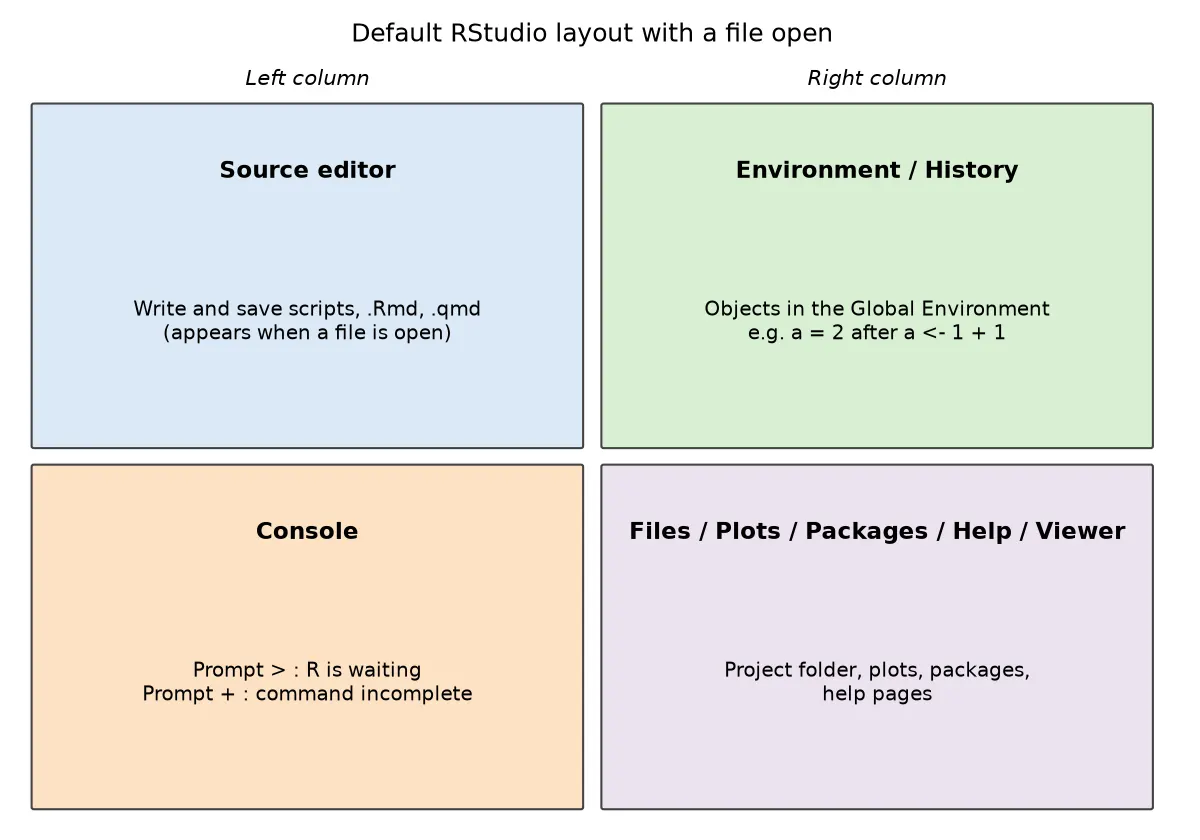 Default RStudio layout with a file open
Left column
Right column
Source editor
Write and save scripts, .Rmd, .qmd
(appears when a file is open)
Environment / History
Objects in the Global Environment
e.g. a = 2 after a <- 1 + 1
Console
Prompt > : R is waiting
Prompt + : command incomplete
Files / Plots / Packages / Help / Viewer
Project folder, plots, packages,
help pages